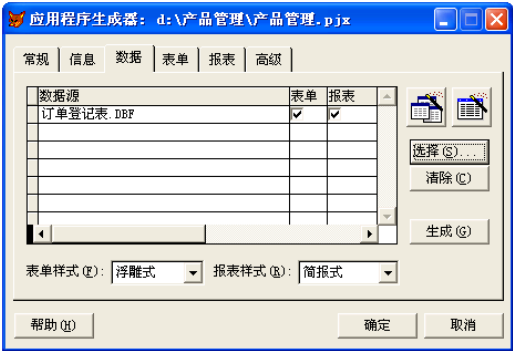 应用程序生成器: d:\产品管理\产品管理.pjx
常规 信息 数据 表单 报表 高级
数据源 表单 报表
订单登记表.DBF
选择(S)...
清除(C)
生成(G)
表单样式(F): 浮雕式 报表样式(R): 简报式
帮助(H) 确定 取消